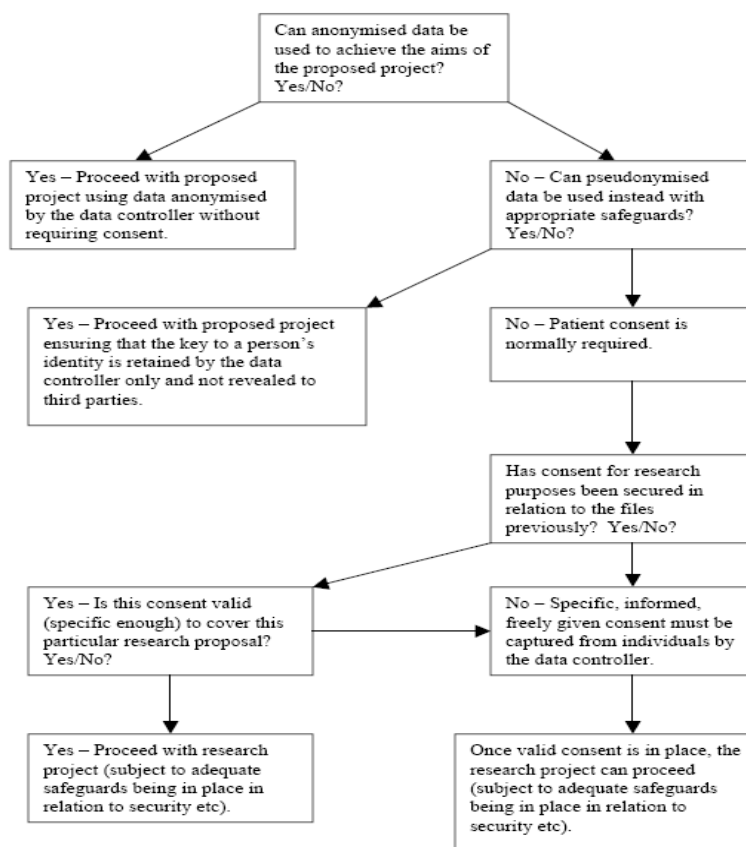 Can anonymised data be
used to achieve the aims of
the proposed project?
Yes/No?
Yes – Proceed with proposed
project using data anonymised
by the data controller without
requiring consent.
No – Can pseudonymised
data be used instead with
appropriate safeguards?
Yes/No?
Yes – Proceed with proposed project
ensuring that the key to a person's
identity is retained by the data
controller only and not revealed to
third parties.
No – Patient consent is
normally required.
Has consent for research
purposes been secured in
relation to the files
previously? Yes/No?
Yes – Is this consent valid
(specific enough) to cover this
particular research proposal?
Yes/No?
No – Specific, informed,
freely given consent must be
captured from individuals by
the data controller.
Yes – Proceed with research
project (subject to adequate
safeguards being in place in
relation to security etc).
Once valid consent is in place, the
research project can proceed
(subject to adequate safeguards
being in place in relation to
security etc).